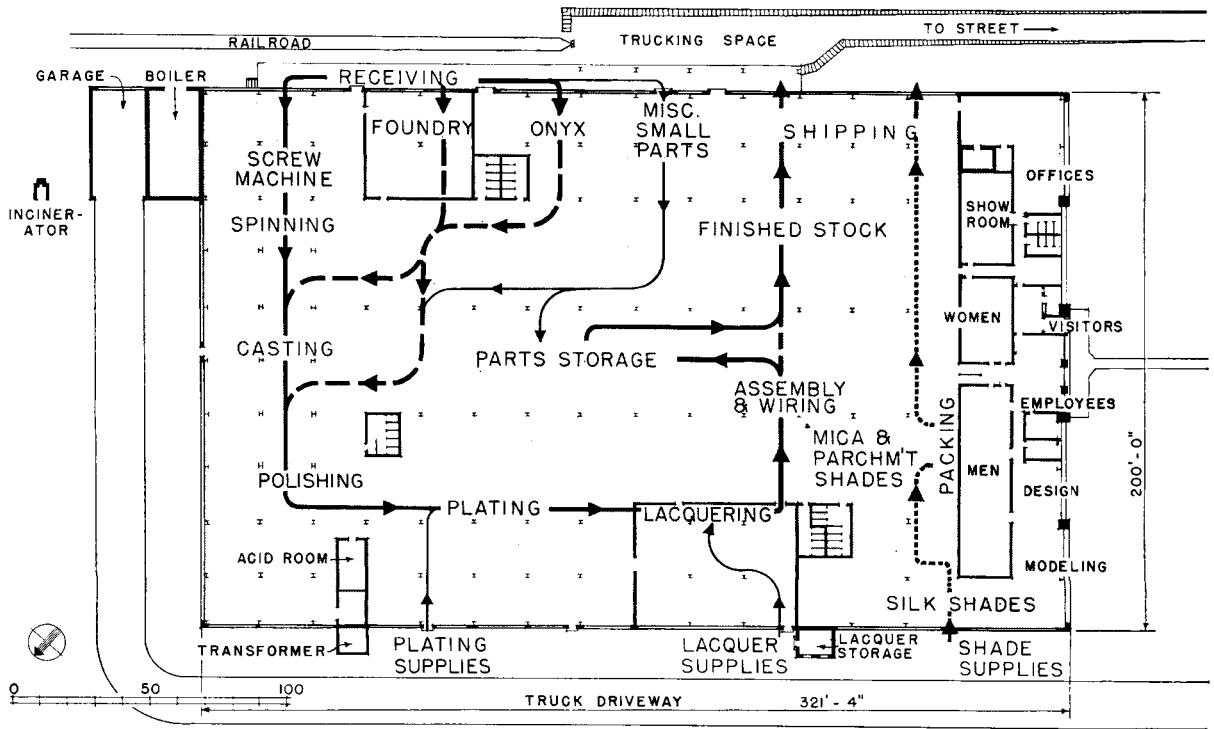 TO STREET
RAILROAD
TRUCKING SPACE
GARAGE
BOILER
RECEIVING
FOUNDRY
ONYX
MISC.
SMALL
PARTS
SHIPPING
SCREW
MACHINE
OFFICES
INCINER-
ATOR
SPINNING
SHOW
ROOM
FINISHED STOCK
WOMEN
VISITORS
CASTING
PARTS STORAGE
ASSEMBLY
& WIRING
EMPLOYEES
MICA &
PARCHM'T
SHADES
PACKING
MEN
POLISHING
DESIGN
200'-0"
PLATING
LACQUERING
ACID ROOM
MODELING
SILK SHADES
TRANSFORMER
PLATING
SUPPLIES
LACQUER
SUPPLIES
LACQUER
STORAGE
SHADE
SUPPLIES
0 50 100
TRUCK DRIVEWAY
321'-4"